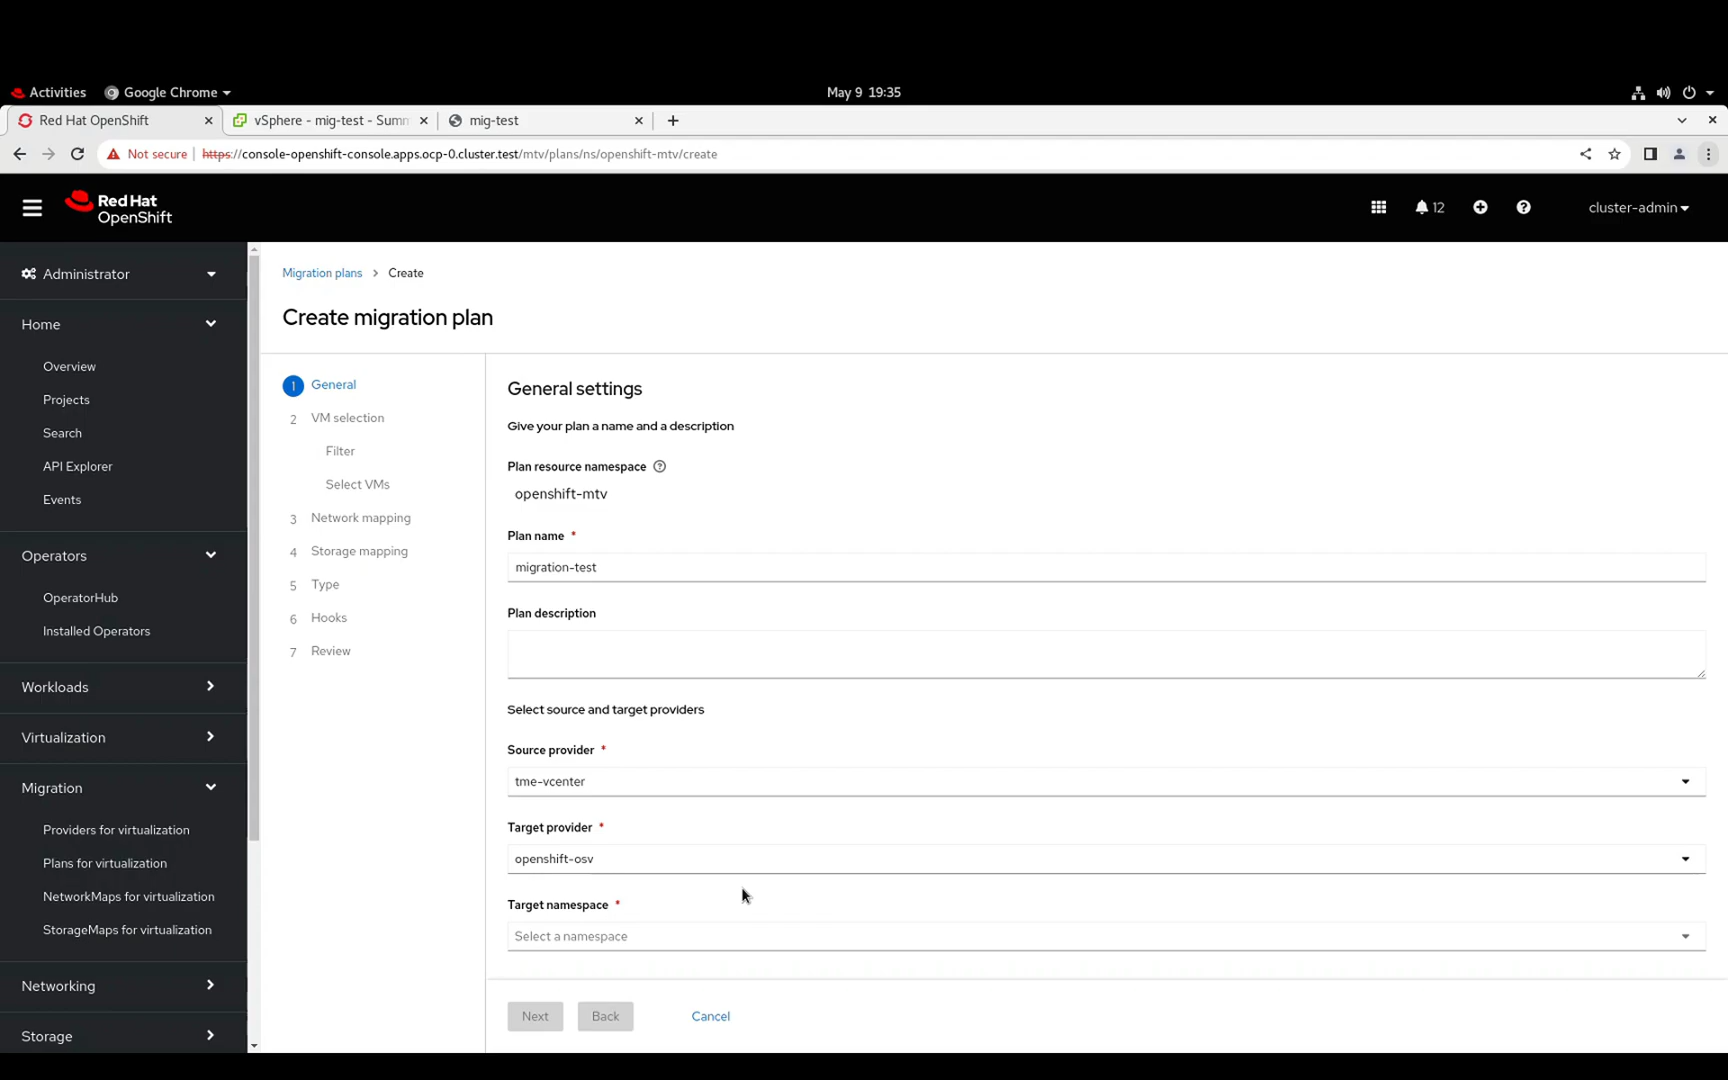 Activities Google Chrome May 9 19:35
Red Hat OpenShift vSphere - mig-test - Summ mig-test
Not secure https://console-openshift-console.apps.ocp-0.cluster.test/mtv/plans/ns/openshift-mtv/create
Red Hat
OpenShift
12
cluster-admin
Administrator
Home
Overview
Projects
Search
API Explorer
Events
Operators
OperatorHub
Installed Operators
Workloads
Virtualization
Migration
Providers for virtualization
Plans for virtualization
NetworkMaps for virtualization
StorageMaps for virtualization
Networking
Storage
Migration plans > Create
Create migration plan
1 General
2 VM selection
Filter
Select VMs
3 Network mapping
4 Storage mapping
5 Type
6 Hooks
7 Review
General settings
Give your plan a name and a description
Plan resource namespace
openshift-mtv
Plan name *
migration-test
Plan description
Select source and target providers
Source provider *
tme-vcenter
Target provider *
openshift-osv
Target namespace *
Select a namespace
Next Back Cancel